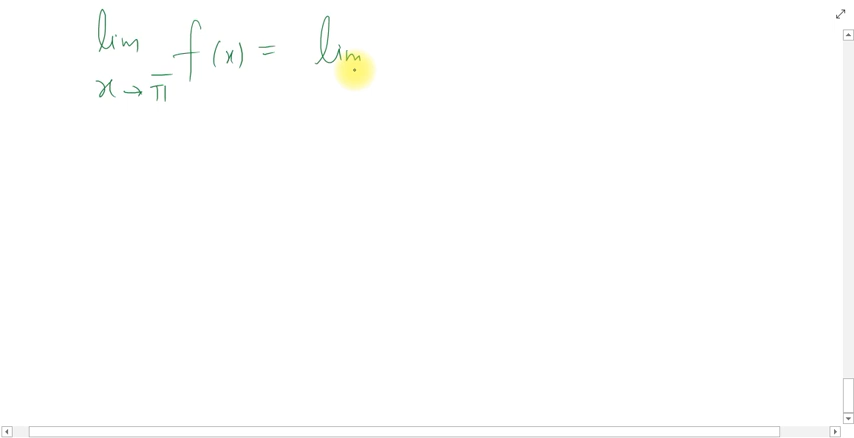 lim f(x) = lim
x → π